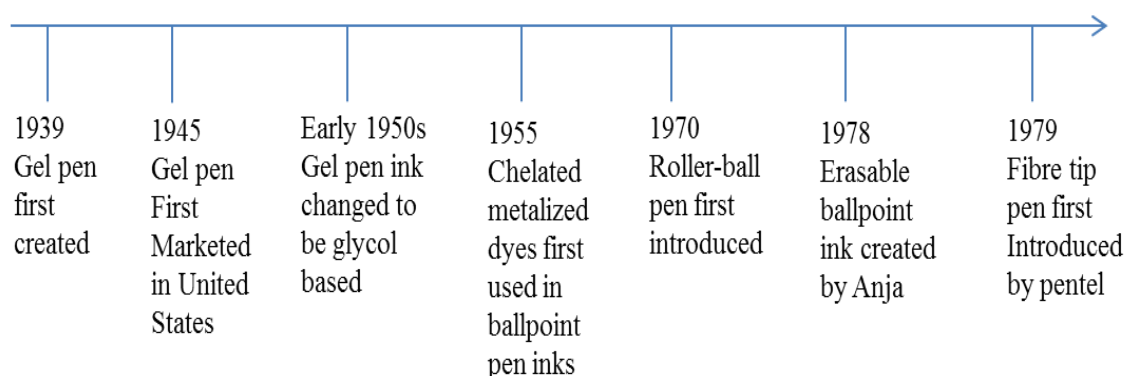 1939
Gel pen
first
created
1945
Gel pen
First
Marketed
in United
States
Early 1950s
Gel pen ink
changed to
be glycol
based
1955
Chelated
metalized
dyes first
used in
ballpoint
pen inks
1970
Roller-ball
pen first
introduced
1978
Erasable
ballpoint
ink created
by Anja
1979
Fibre tip
pen first
Introduced
by pentel